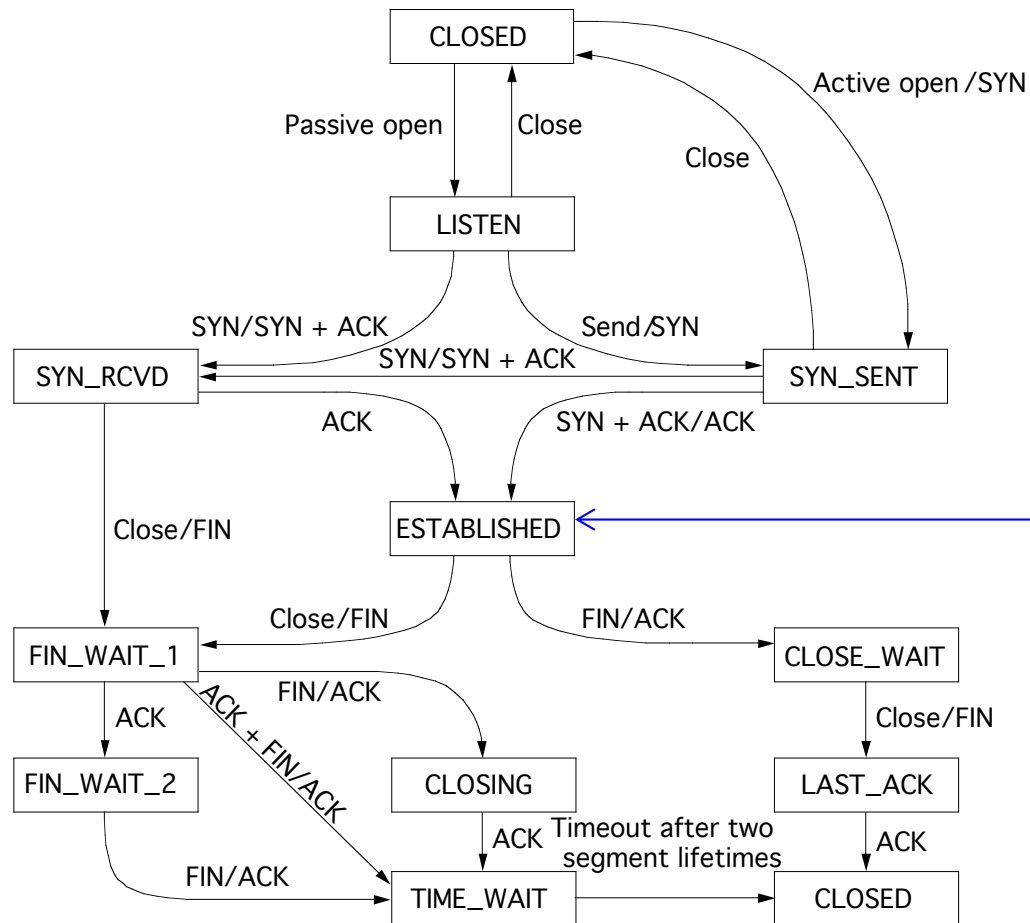 CLOSED
Active open/SYN
Passive open
Close
Close
LISTEN
SYN/SYN + ACK
Send/SYN
SYN/SYN + ACK
SYN_RCVD
SYN_SENT
ACK
SYN + ACK/ACK
Close/FIN
ESTABLISHED
Close/FIN
FIN/ACK
FIN_WAIT_1
CLOSE_WAIT
FIN/ACK
ACK
ACK + FIN/ACK
Close/FIN
FIN_WAIT_2
CLOSING
LAST_ACK
ACK
Timeout after two
segment lifetimes
ACK
FIN/ACK
TIME_WAIT
CLOSED